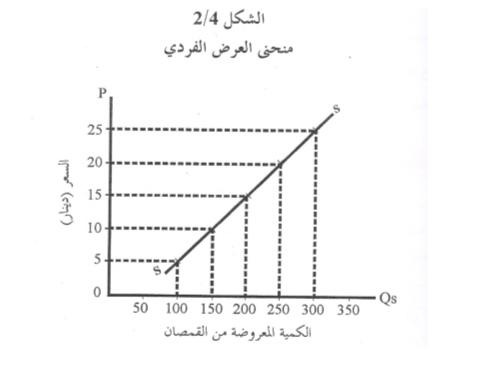 الشكل 2/4
منحنى العرض الفردي
P
s
25
20
15
10
5
0
السعر (دينار)
s
50 100 150 200 250 300 350 Qs
الكمية المعروضة من القمصان